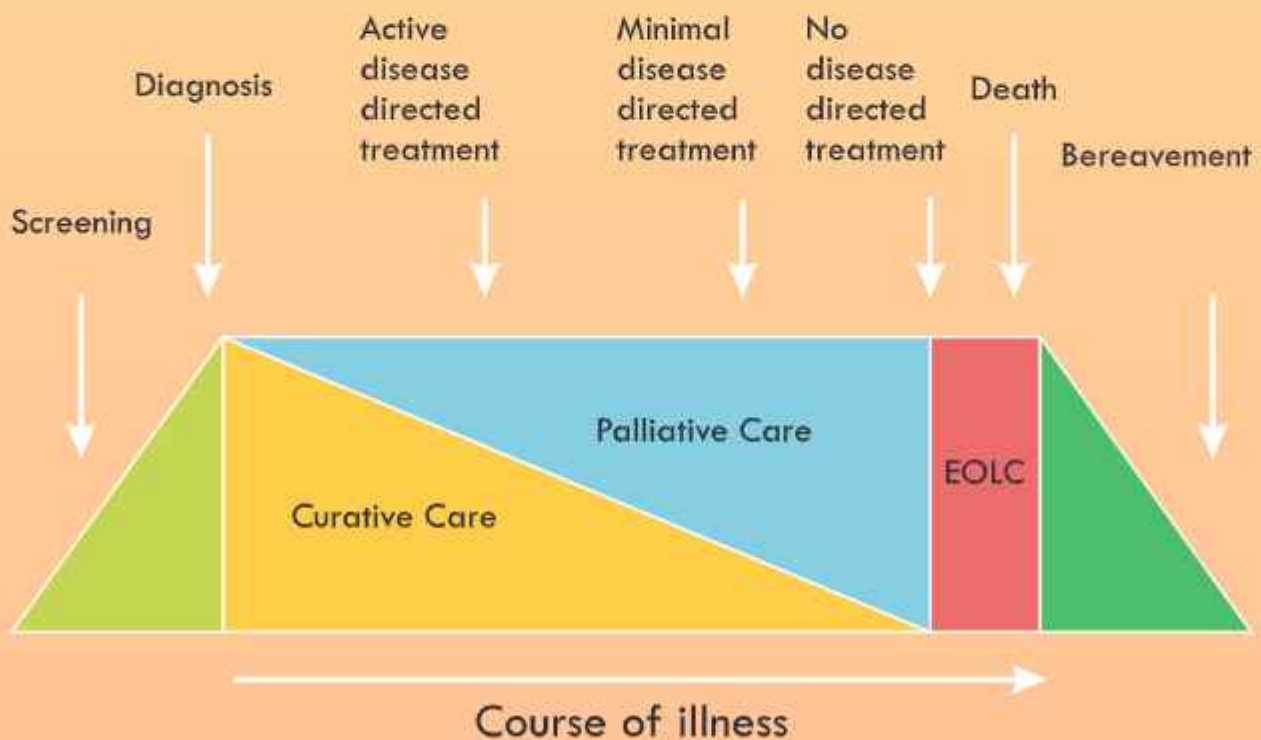 Screening
Diagnosis
Active
disease
directed
treatment
Minimal
disease
directed
treatment
No
disease
directed
treatment
Death
Bereavement
Curative Care
Palliative Care
EOLC
Course of illness